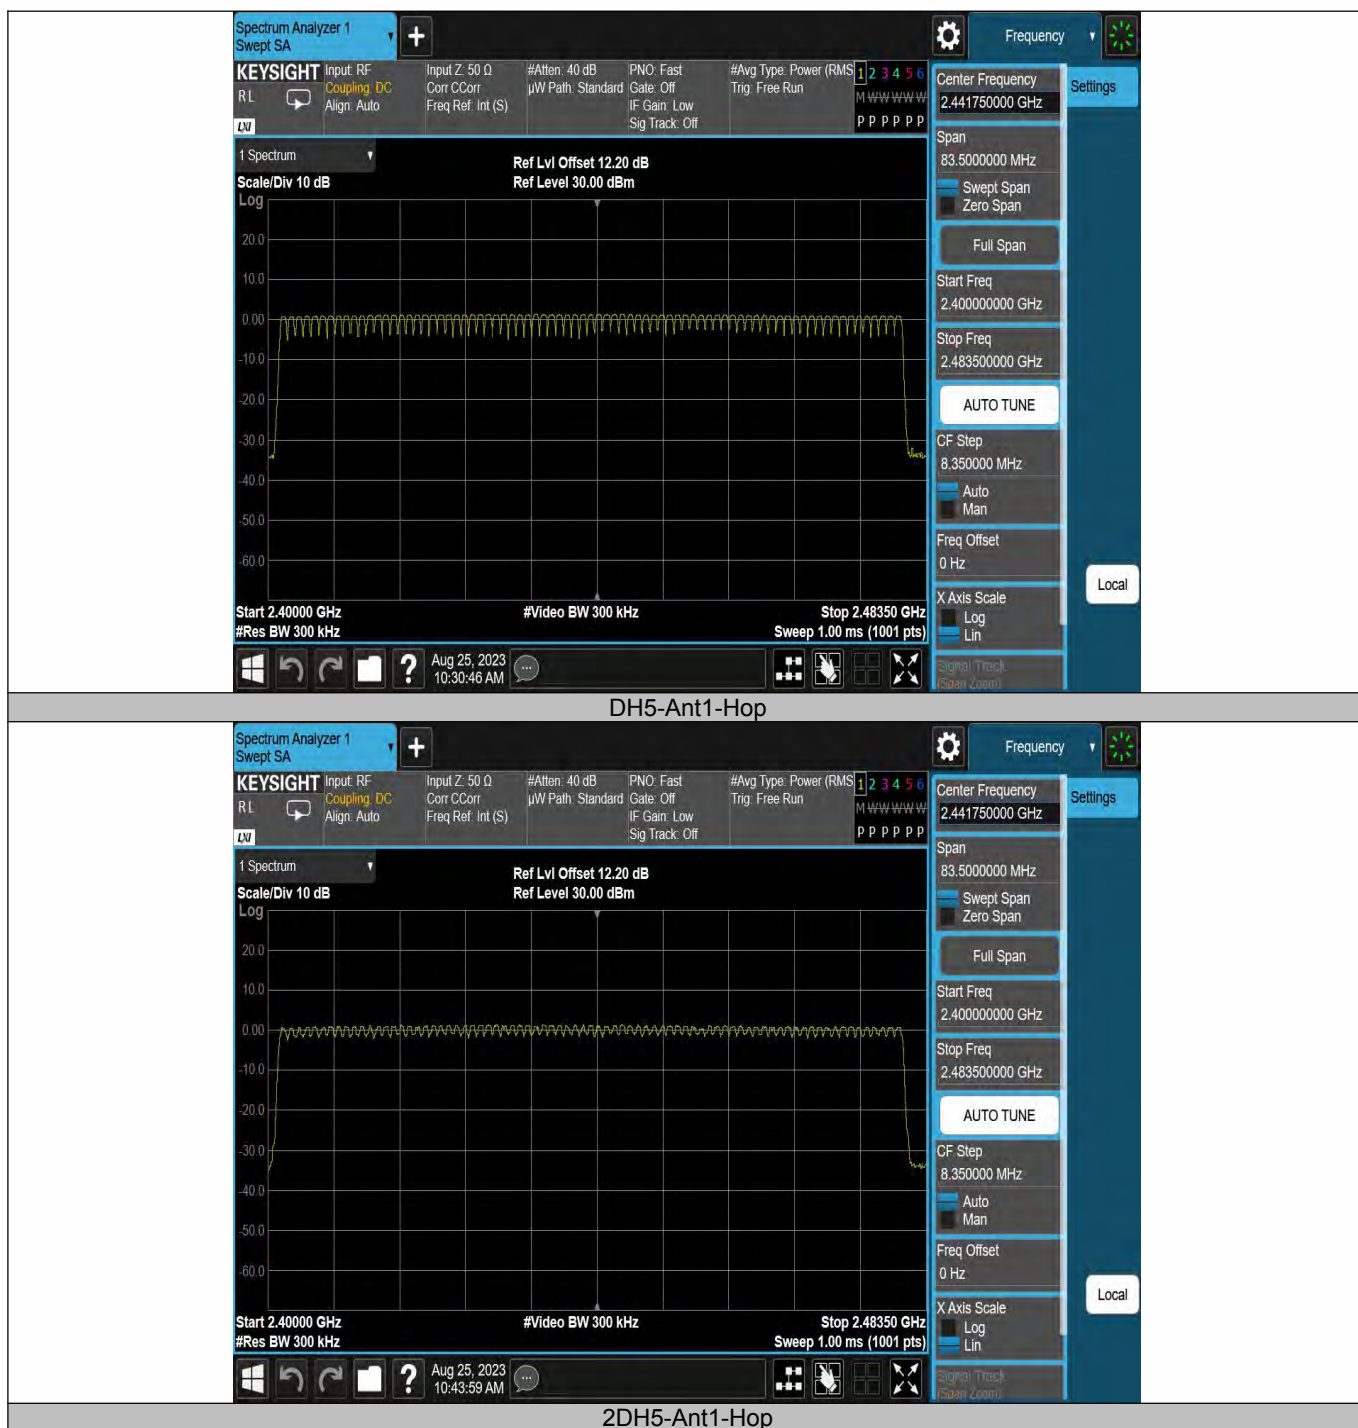 Spectrum Analyzer 1
Swept SA
Frequency
KEYSIGHT
R L
LXI
Input: RF
Coupling: DC
Align: Auto
Input Z: 50 Ω
Corr CCorr
Freq Ref: Int (S)
#Atten: 40 dB
µW Path: Standard
PNO: Fast
Gate: Off
IF Gain: Low
Sig Track: Off
#Avg Type: Power (RMS
Trig: Free Run
1 2 3 4 5 6
M W W W W W
P P P P P P
Center Frequency
2.441750000 GHz
Settings
Span
83.5000000 MHz
Swept Span
Zero Span
Full Span
Start Freq
2.400000000 GHz
Stop Freq
2.483500000 GHz
AUTO TUNE
CF Step
8.350000 MHz
Auto
Man
Freq Offset
0 Hz
X Axis Scale
Log
Lin
Signal Track
(Span Zoom)
Local
1 Spectrum
Scale/Div 10 dB
Ref Lvl Offset 12.20 dB
Ref Level 30.00 dBm
Log
20.0
10.0
0.00
-10.0
-20.0
-30.0
-40.0
-50.0
-60.0
Start 2.40000 GHz
#Video BW 300 kHz
Stop 2.48350 GHz
#Res BW 300 kHz
Sweep 1.00 ms (1001 pts)
?
Aug 25, 2023
10:30:46 AM
DH5-Ant1-Hop
Spectrum Analyzer 1
Swept SA
Frequency
KEYSIGHT
R L
LXI
Input: RF
Coupling: DC
Align: Auto
Input Z: 50 Ω
Corr CCorr
Freq Ref: Int (S)
#Atten: 40 dB
µW Path: Standard
PNO: Fast
Gate: Off
IF Gain: Low
Sig Track: Off
#Avg Type: Power (RMS
Trig: Free Run
1 2 3 4 5 6
M W W W W W
P P P P P P
Center Frequency
2.441750000 GHz
Settings
Span
83.5000000 MHz
Swept Span
Zero Span
Full Span
Start Freq
2.400000000 GHz
Stop Freq
2.483500000 GHz
AUTO TUNE
CF Step
8.350000 MHz
Auto
Man
Freq Offset
0 Hz
X Axis Scale
Log
Lin
Signal Track
(Span Zoom)
Local
1 Spectrum
Scale/Div 10 dB
Ref Lvl Offset 12.20 dB
Ref Level 30.00 dBm
Log
20.0
10.0
0.00
-10.0
-20.0
-30.0
-40.0
-50.0
-60.0
Start 2.40000 GHz
#Video BW 300 kHz
Stop 2.48350 GHz
#Res BW 300 kHz
Sweep 1.00 ms (1001 pts)
?
Aug 25, 2023
10:43:59 AM
2DH5-Ant1-Hop